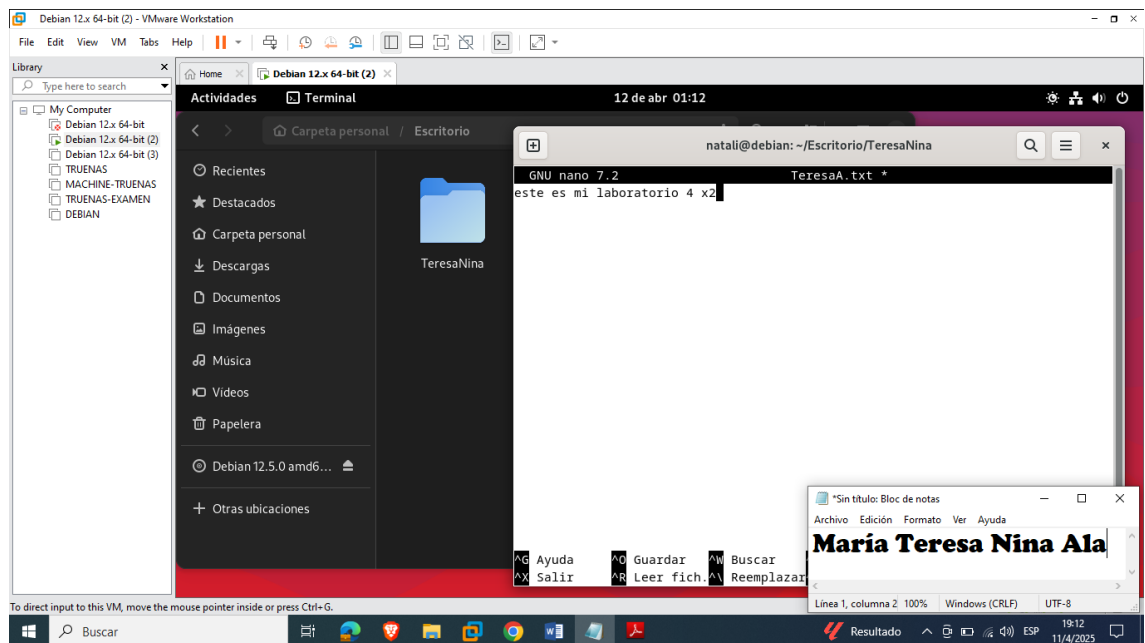 Debian 12.x 64-bit (2) - VMware Workstation
File Edit View VM Tabs Help
Library
Type here to search
My Computer
Debian 12.x 64-bit
Debian 12.x 64-bit (2)
Debian 12.x 64-bit (3)
TRUENAS
MACHINE-TRUENAS
TRUENAS-EXAMEN
DEBIAN
Home
Debian 12.x 64-bit (2)
Actividades Terminal 12 de abr 01:12
Carpeta personal / Escritorio
Recientes
Destacados
Carpeta personal
Descargas
Documentos
Imágenes
Música
Vídeos
Papelera
Debian 12.5.0 amd6...
+ Otras ubicaciones
TeresaNina
natali@debian: ~/Escritorio/TeresaNina
GNU nano 7.2 TeresaA.txt *
este es mi laboratorio 4 x2
^G Ayuda ^O Guardar ^W Buscar
^X Salir ^R Leer fich. ^\ Reemplazar
*Sin título: Bloc de notas
Archivo Edición Formato Ver Ayuda
María Teresa Nina Ala
Línea 1, columna 2 100% Windows (CRLF) UTF-8
To direct input to this VM, move the mouse pointer inside or press Ctrl+G.
Buscar
Resultado
ESP
19:12
11/4/2025